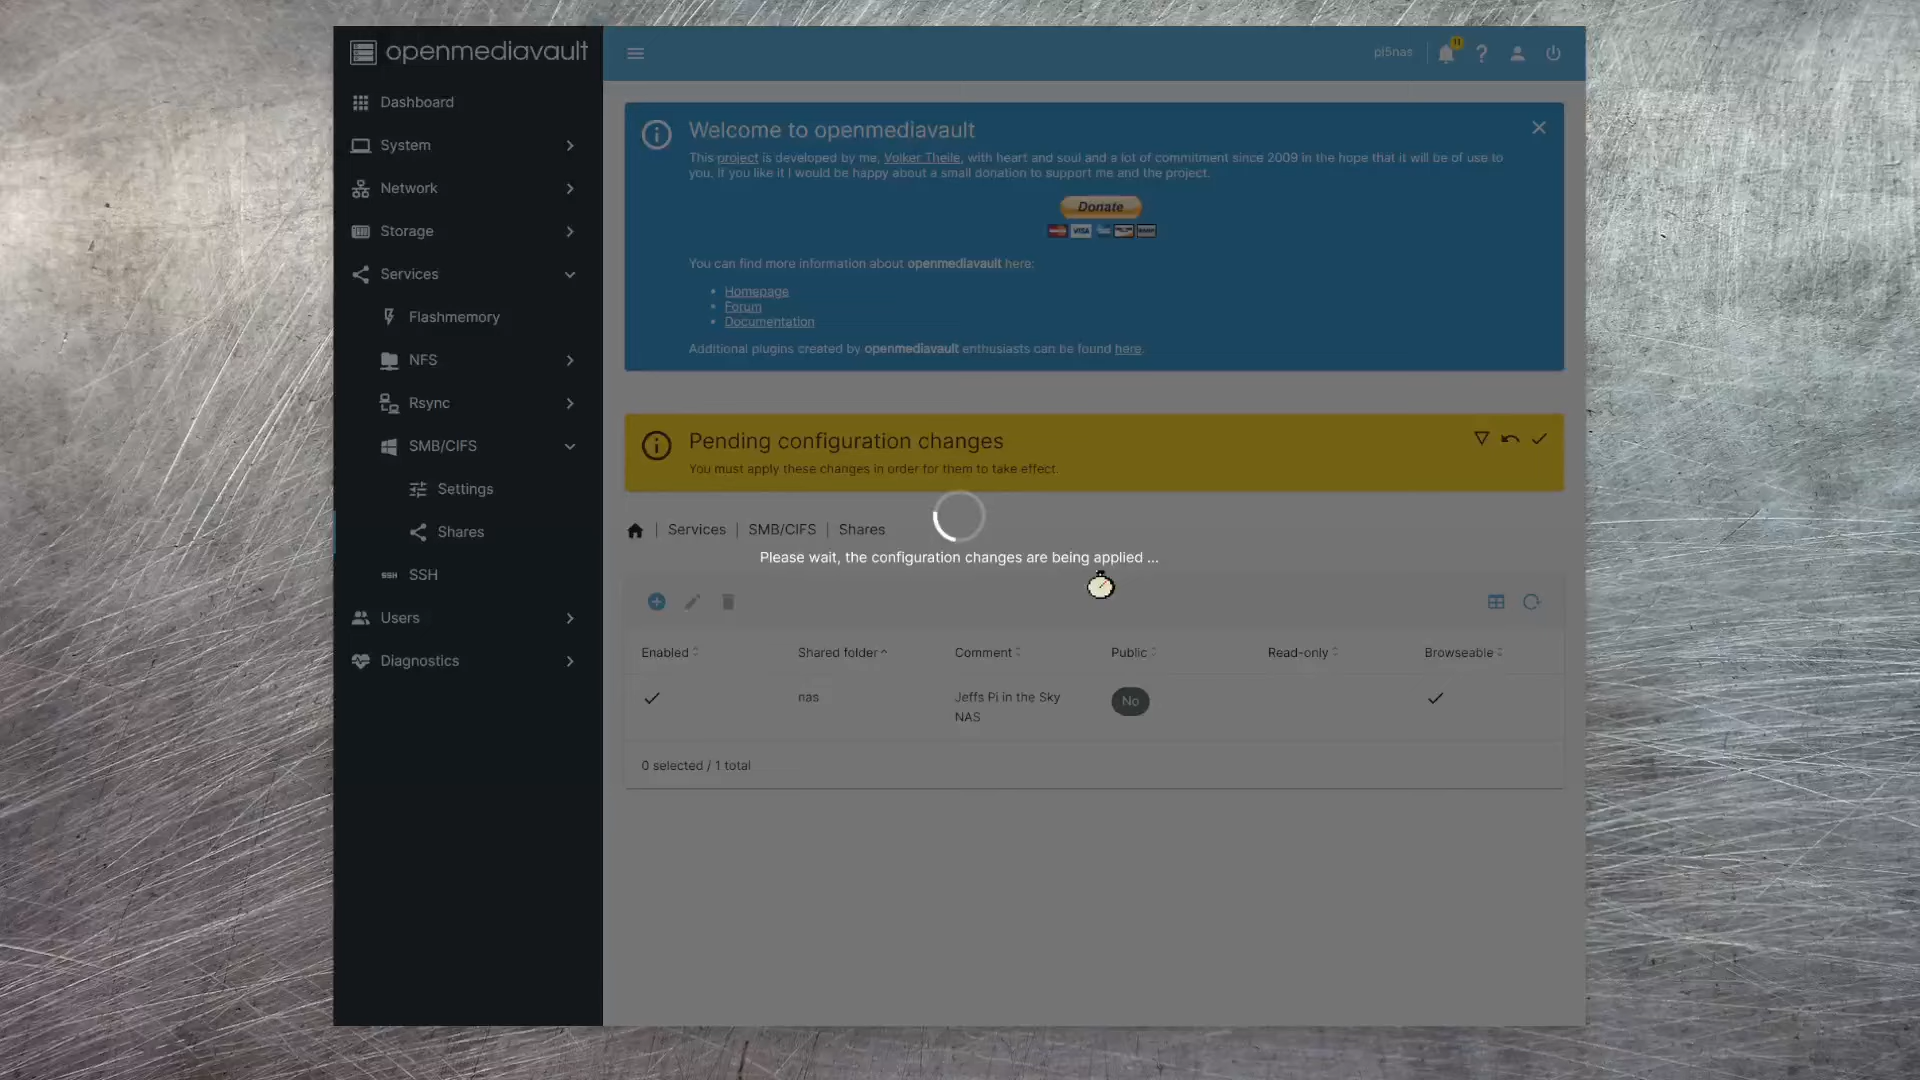 openmediavault
pi5nas
Dashboard
System
Network
Storage
Services
Flashmemory
NFS
Rsync
SMB/CIFS
Settings
Shares
SSH
SSH
Users
Diagnostics
Welcome to openmediavault
This project is developed by me, Volker Theile, with heart and soul and a lot of commitment since 2009 in the hope that it will be of use to
you. If you like it I would be happy about a small donation to support me and the project.
Donate
VISA
You can find more information about openmediavault here:
Homepage
Forum
Documentation
Additional plugins created by openmediavault enthusiasts can be found here.
Pending configuration changes
You must apply these changes in order for them to take effect.
Services | SMB/CIFS | Shares
Please wait, the configuration changes are being applied ...
Enabled Shared folder Comment Public Read-only Browseable
nas Jeffs Pi in the Sky No
NAS
0 selected / 1 total